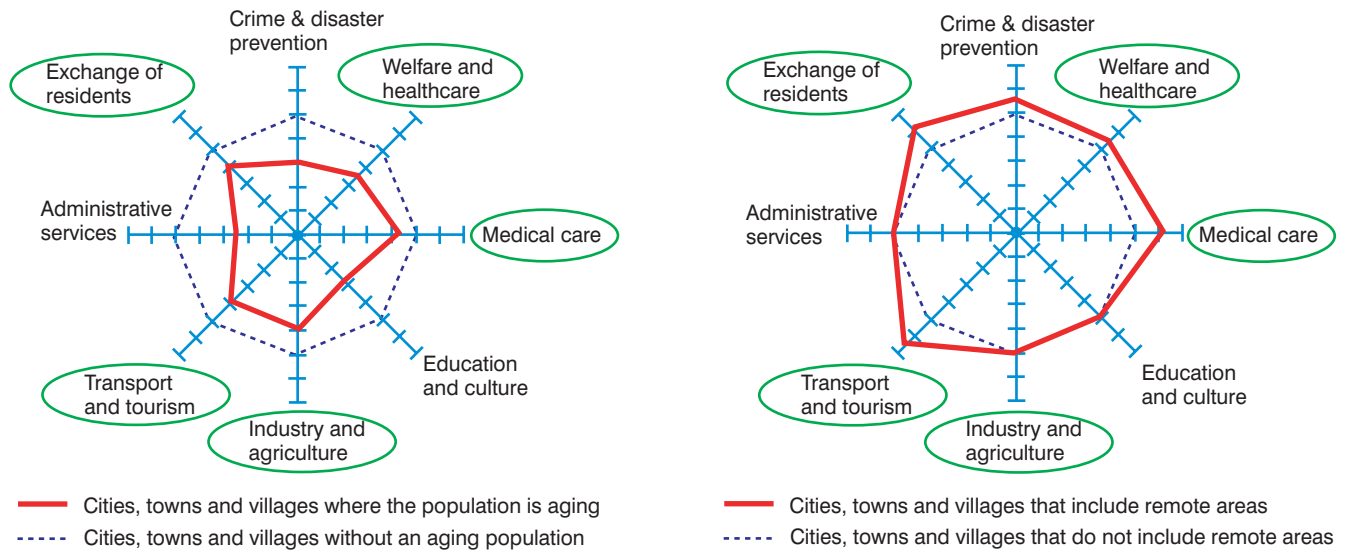 Crime & disaster
prevention
Exchange of
residents
Welfare and
healthcare
Administrative
services
Medical care
Transport
and tourism
Education
and culture
Industry and
agriculture
Cities, towns and villages where the population is aging
Cities, towns and villages without an aging population
Crime & disaster
prevention
Exchange of
residents
Welfare and
healthcare
Administrative
services
Medical care
Transport
and tourism
Education
and culture
Industry and
agriculture
Cities, towns and villages that include remote areas
Cities, towns and villages that do not include remote areas